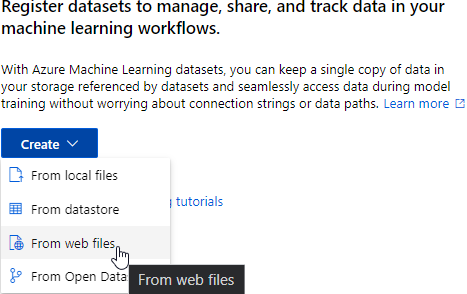 Register datasets to manage, share, and track data in your
machine learning workflows.
With Azure Machine Learning datasets, you can keep a single copy of data in
your storage referenced by datasets and seamlessly access data during model
training without worrying about connection strings or data paths. Learn more
Create
From local files
From datastore
tutorials
From web files
From Open Data
From web files